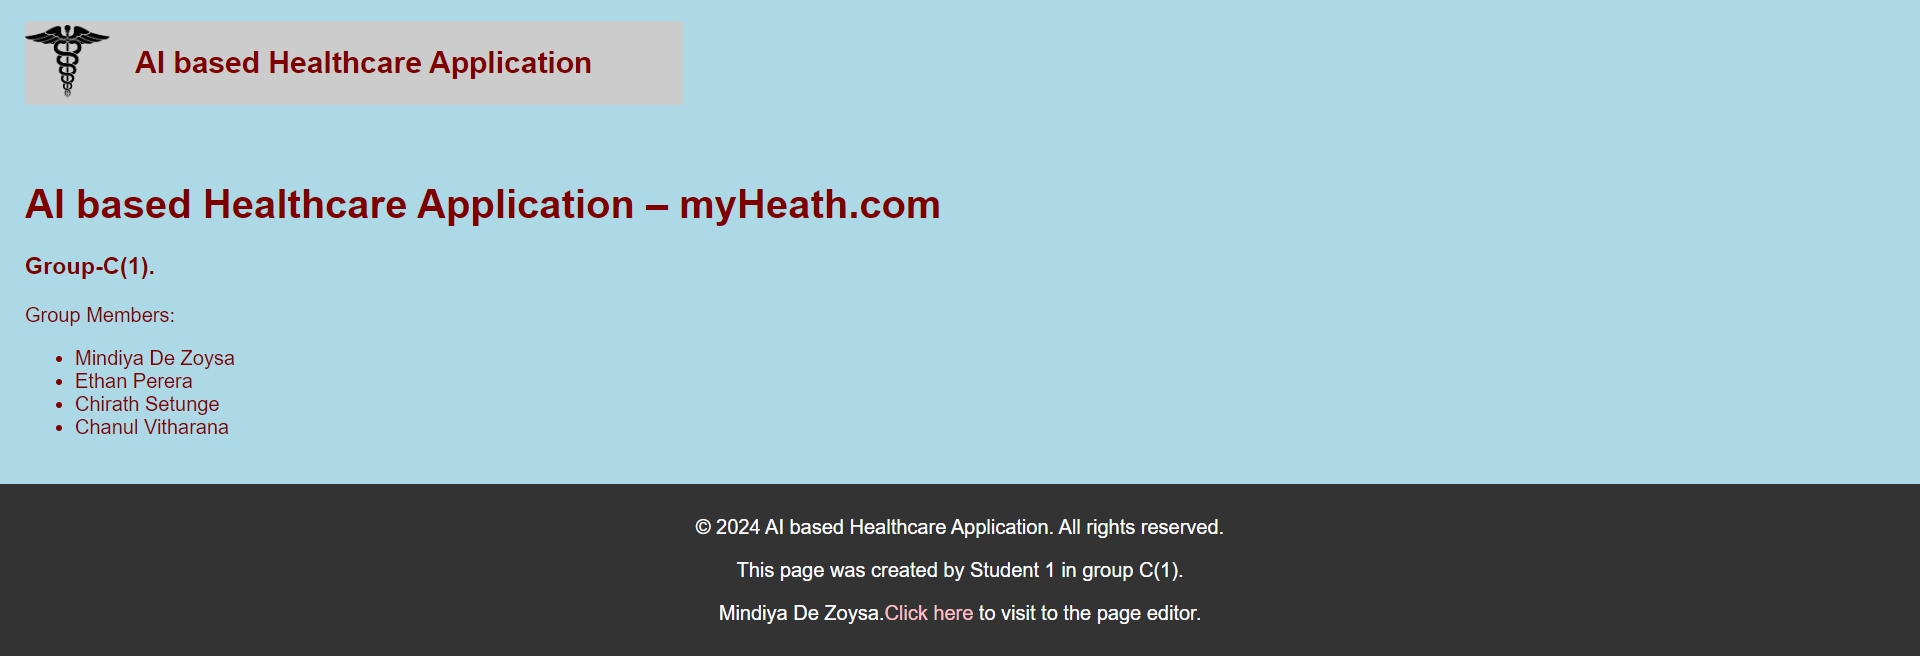 AI based Healthcare Application
AI based Healthcare Application – myHeath.com
Group-C(1).
Group Members:
• Mindiya De Zoysa
• Ethan Perera
• Chirath Setunge
• Chanul Vitharana
© 2024 AI based Healthcare Application. All rights reserved.
This page was created by Student 1 in group C(1).
Mindiya De Zoysa.Click here to visit to the page editor.